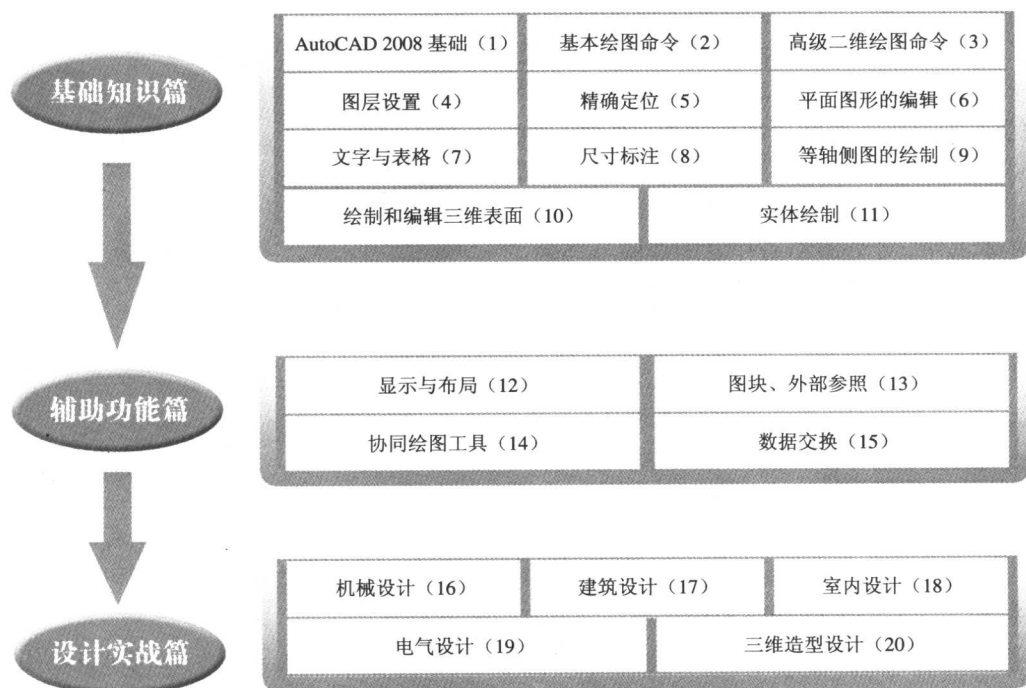 AutoCAD 2008 基础(1) 基本绘图命令(2) 高级二维绘图命令(3)
基础知识篇
图层设置(4) 精确定位(5) 平面图形的编辑(6)
文字与表格(7) 尺寸标注(8) 等轴侧图的绘制(9)
绘制和编辑三维表面(10) 实体绘制(11)
显示与布局(12) 图块、外部参照(13)
辅助功能篇
协同绘图工具(14) 数据交换(15)
机械设计(16) 建筑设计(17) 室内设计(18)
设计实战篇
电气设计(19) 三维造型设计(20)